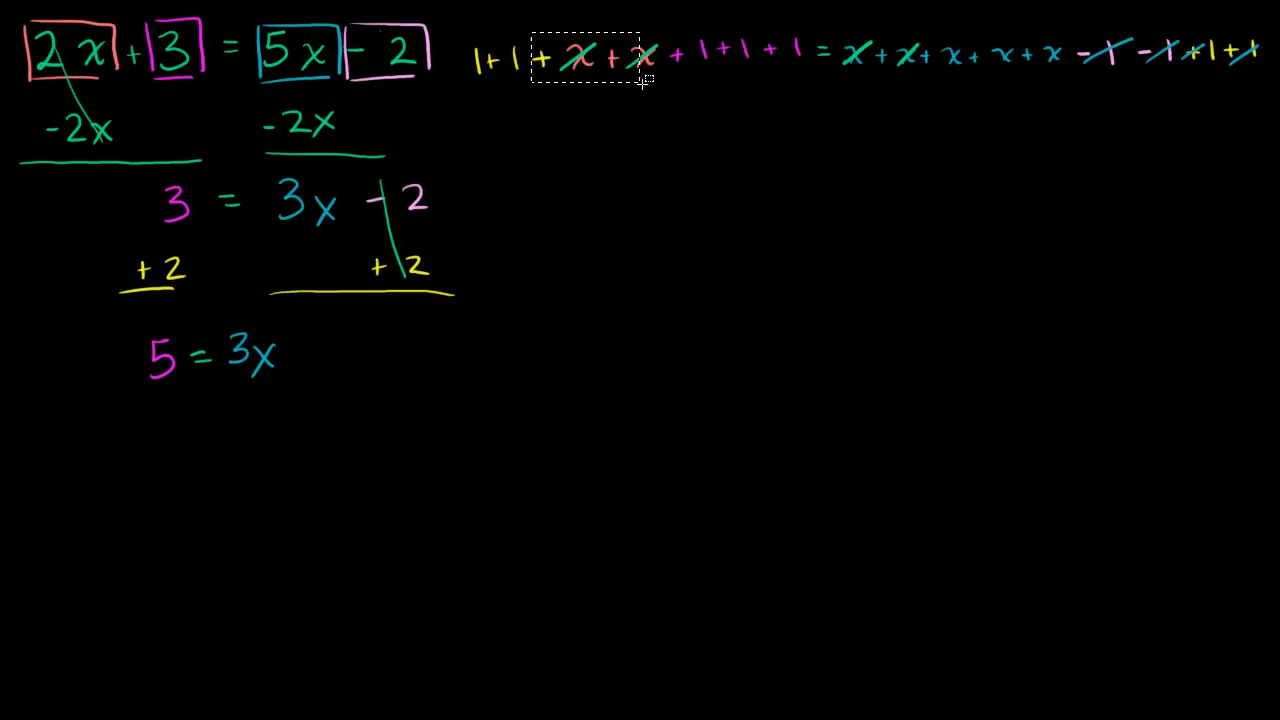 2x + 3 = 5x - 2
1 + 1 + x + x + 1 + 1 + 1 = x + x + x + x + x - 1 - 1 + 1 + 1
-2x -2x
3 = 3x - 2
+ 2 + 2
5 = 3x